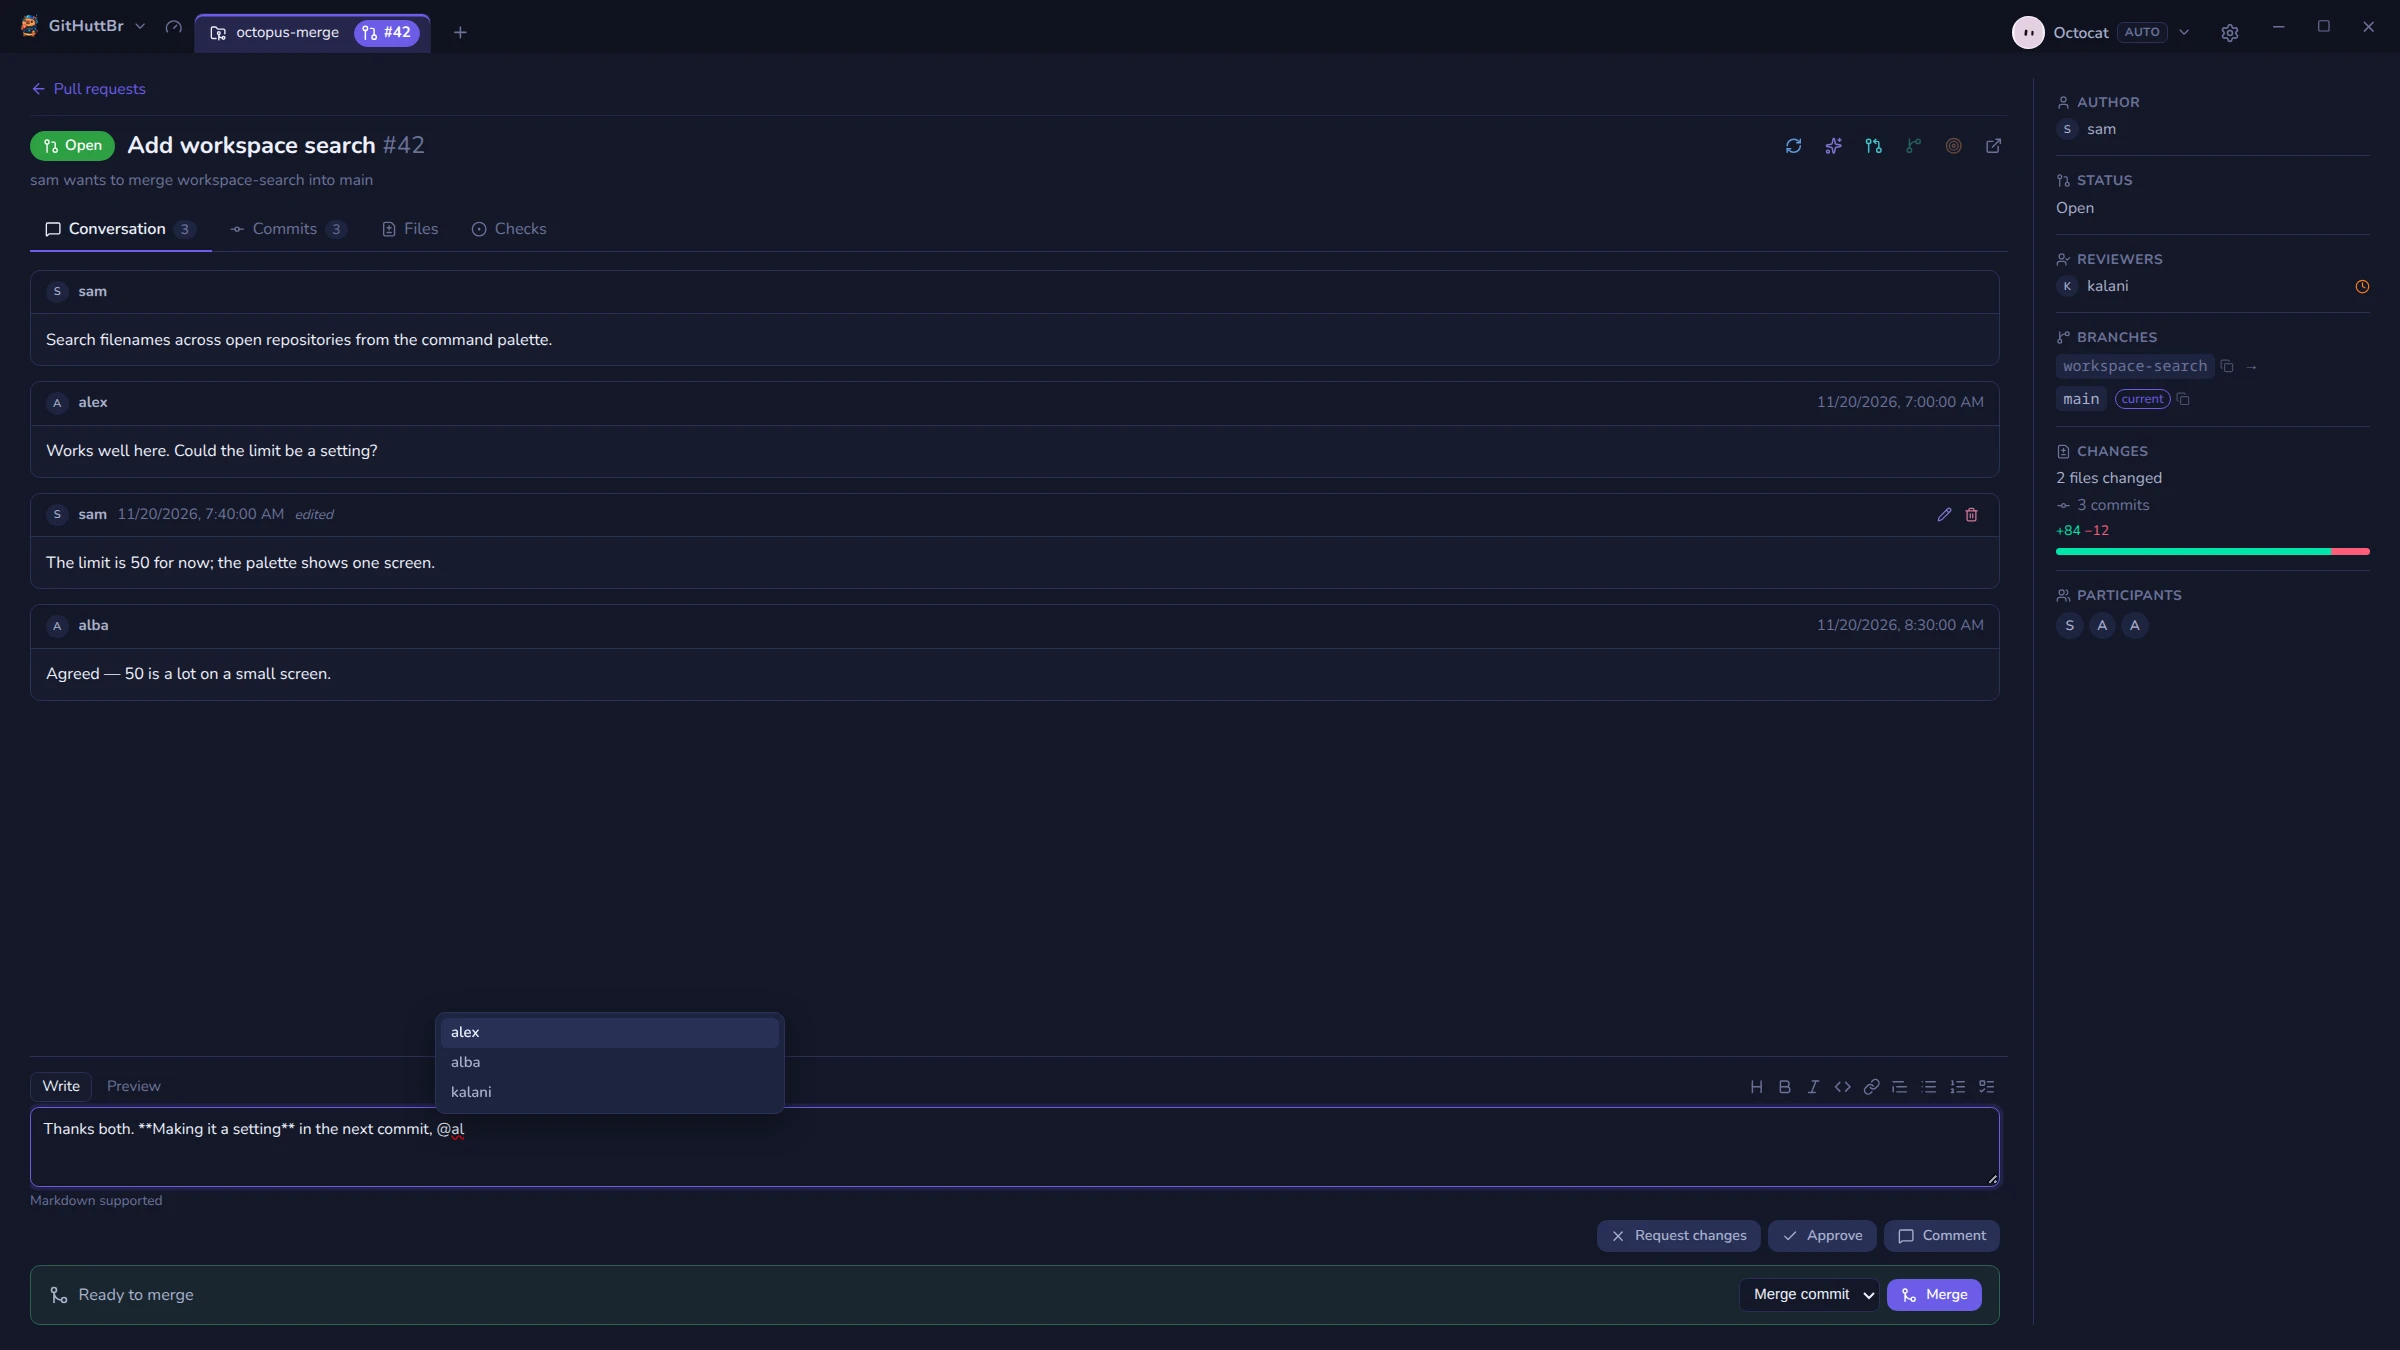 GitHuttBr
octopus-merge #42
Octocat AUTO
Pull requests
Open Add workspace search #42
sam wants to merge workspace-search into main
Conversation 3 Commits 3 Files Checks
S sam
Search filenames across open repositories from the command palette.
A alex 11/20/2026, 7:00:00 AM
Works well here. Could the limit be a setting?
S sam 11/20/2026, 7:40:00 AM edited
The limit is 50 for now; the palette shows one screen.
A alba 11/20/2026, 8:30:00 AM
Agreed — 50 is a lot on a small screen.
alex
alba
kalani
Write Preview
Thanks both. **Making it a setting** in the next commit, @al
Markdown supported
Request changes Approve Comment
Ready to merge Merge commit Merge
AUTHOR
S sam
STATUS
Open
REVIEWERS
K kalani
BRANCHES
workspace-search →
main current
CHANGES
2 files changed
3 commits
+84 −12
PARTICIPANTS
S A A